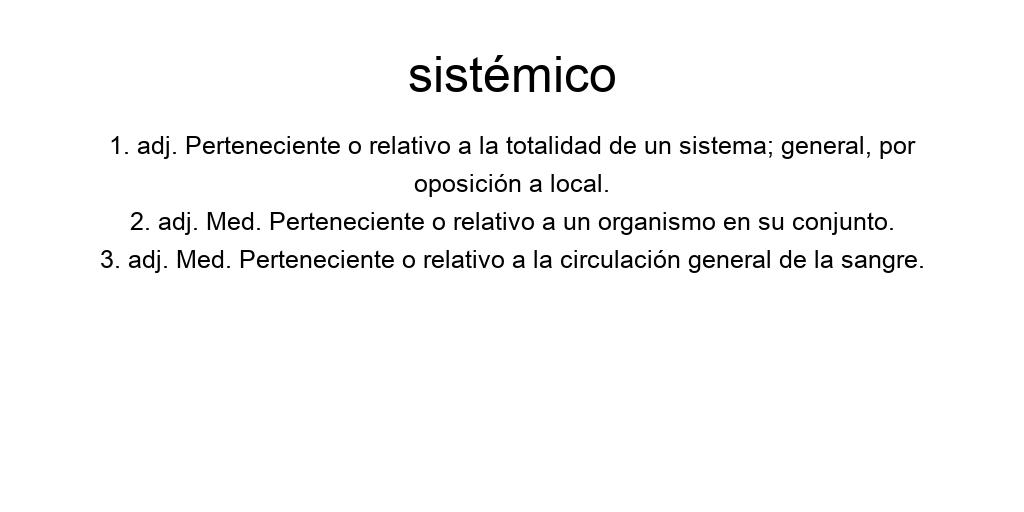 sistémico
1. adj. Perteneciente o relativo a la totalidad de un sistema; general, por
oposición a local.
2. adj. Med. Perteneciente o relativo a un organismo en su conjunto.
3. adj. Med. Perteneciente o relativo a la circulación general de la sangre.